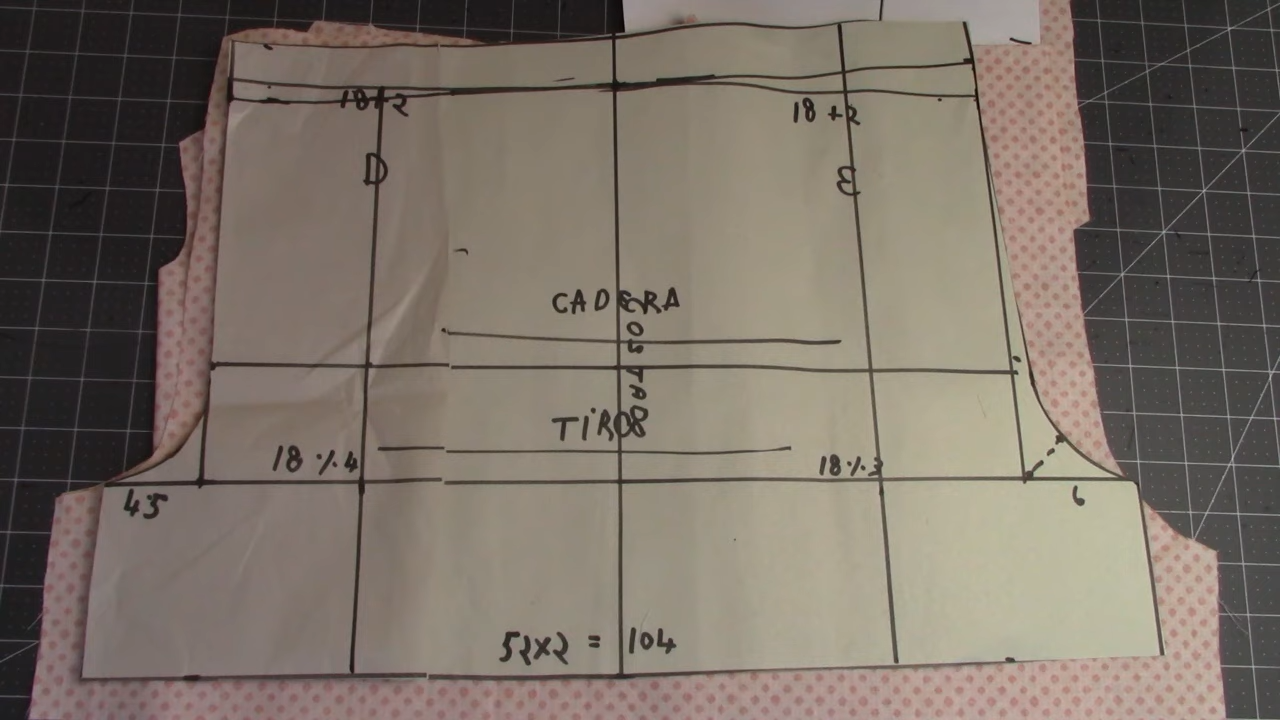 18+2
18+2
D
E
CADERA
TIRO
18 ٪ 4
18 ٪ 3
45
6
52x2 = 104